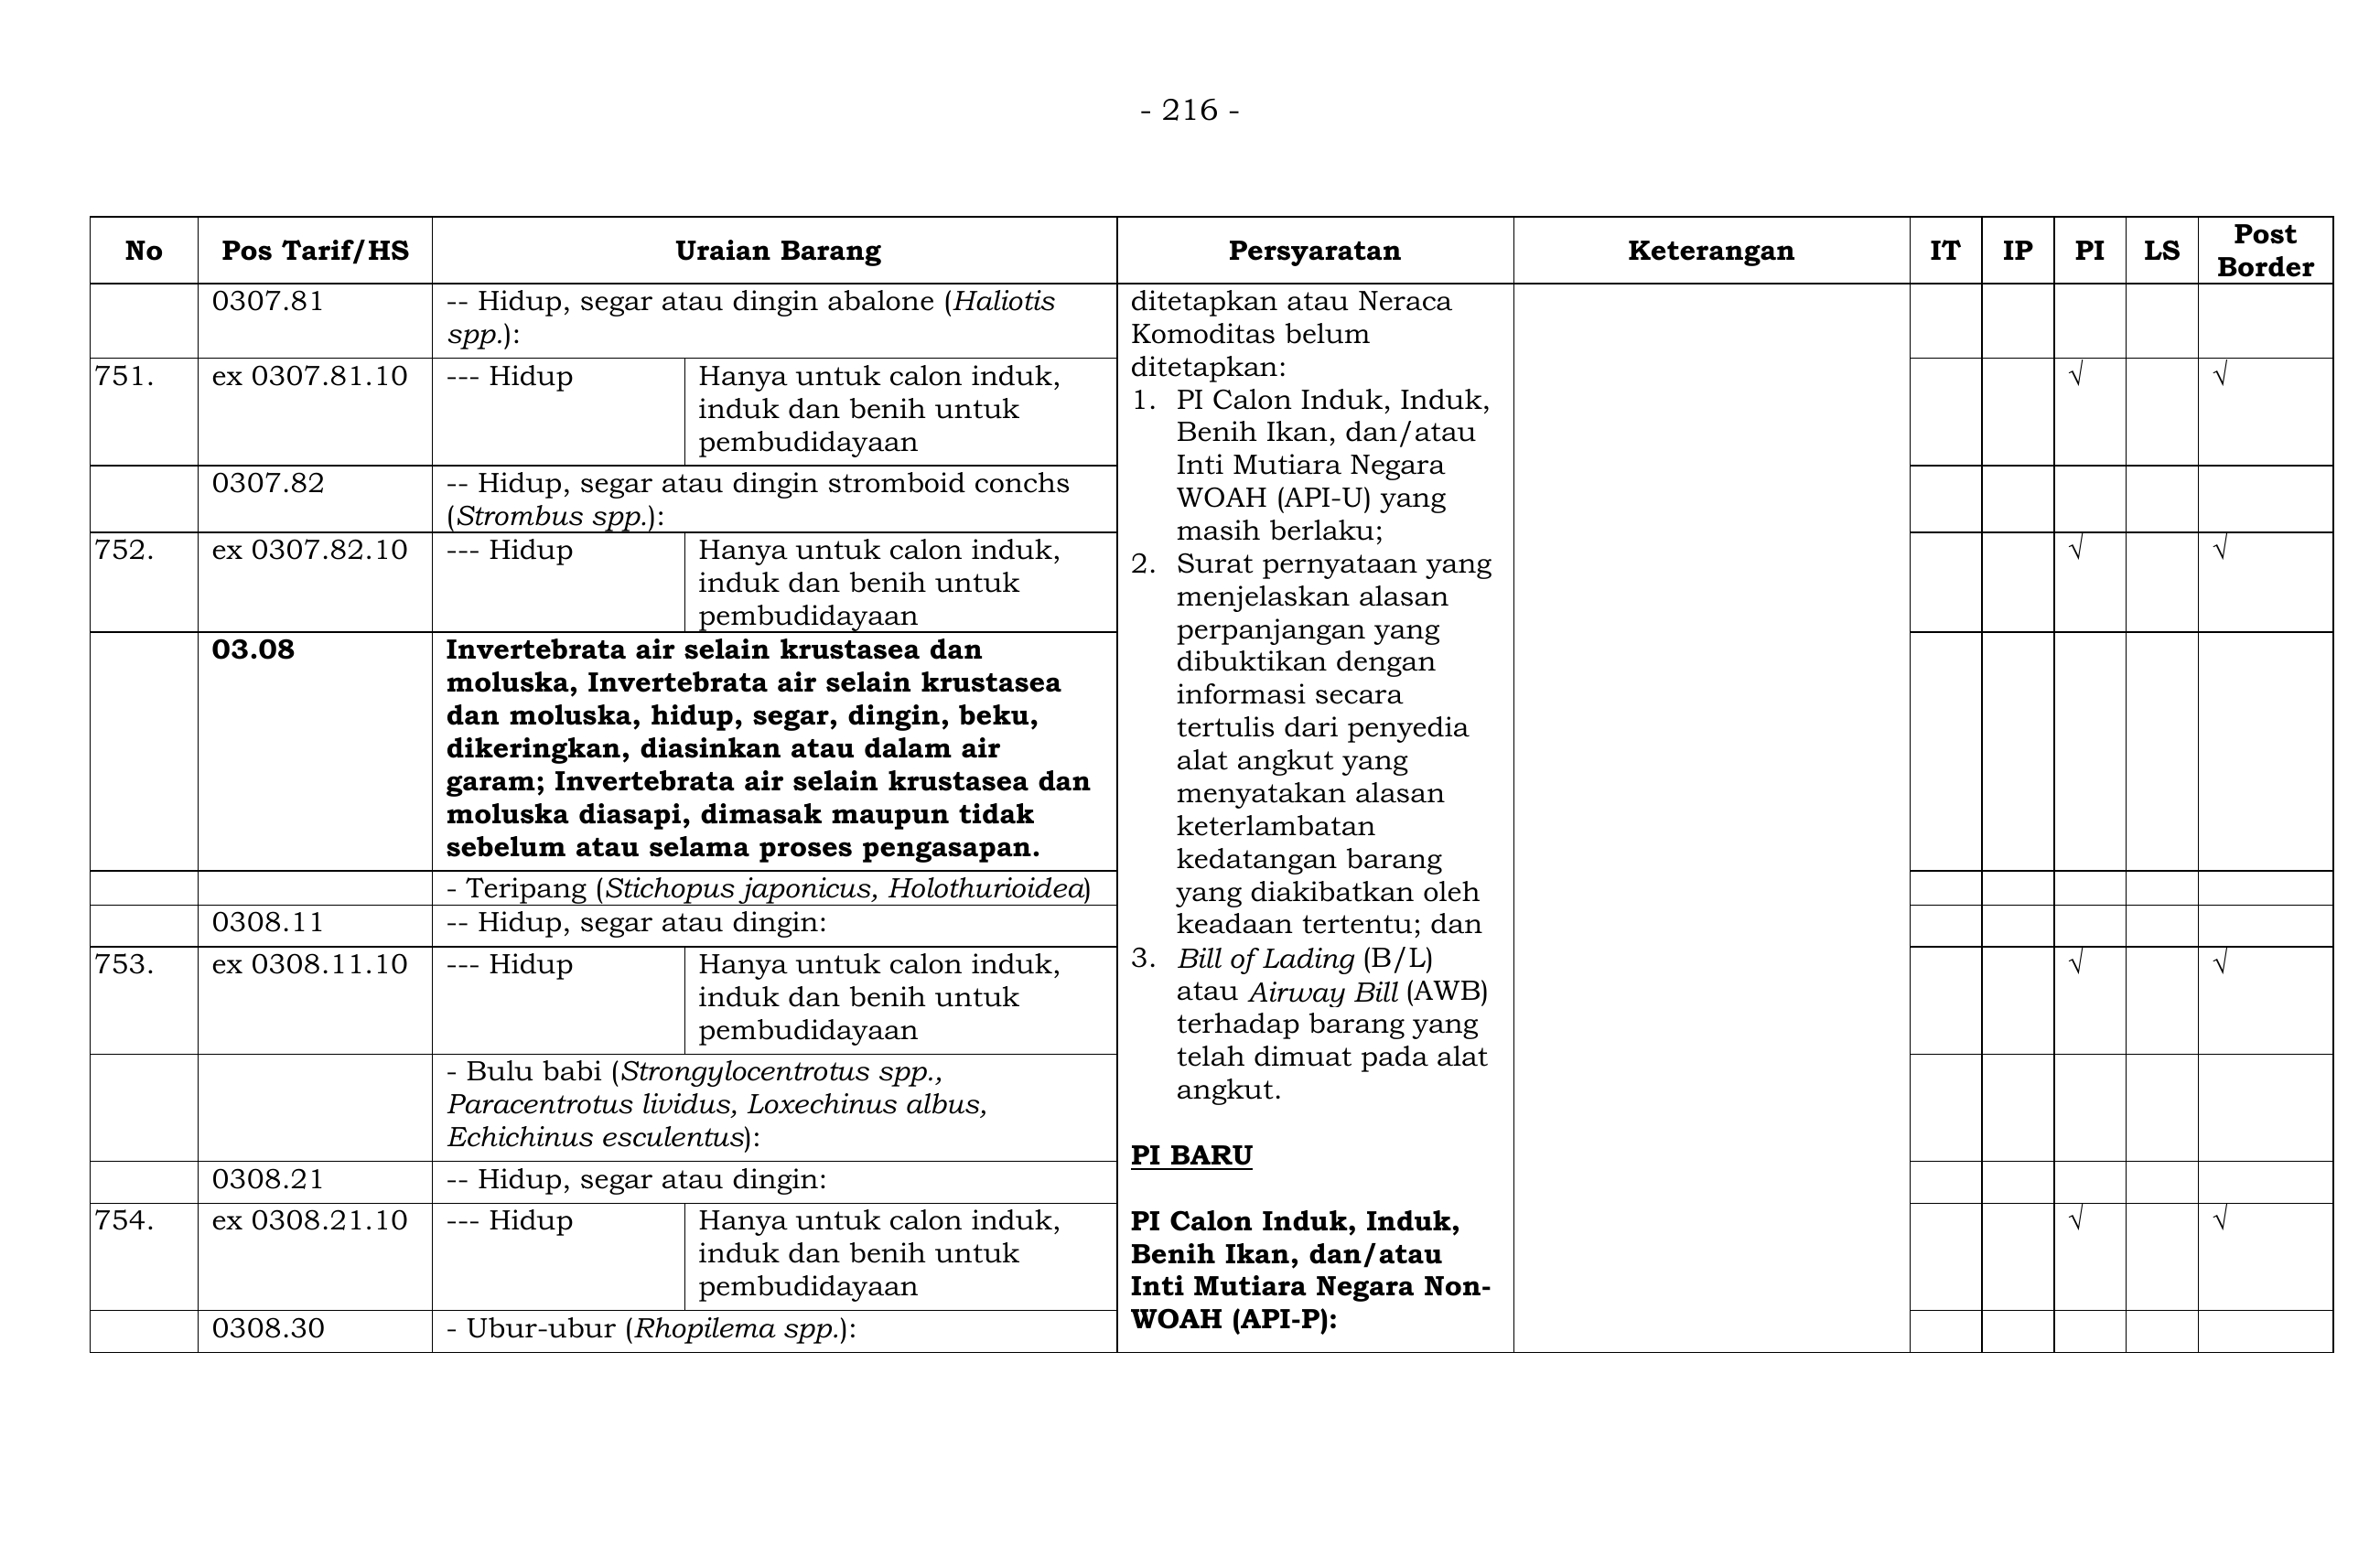 - 216 -
No Pos Tarif/HS Uraian Barang Persyaratan Keterangan IT IP PI LS Post Border
0307.81 -- Hidup, segar atau dingin abalone (Haliotis
spp.):
751. ex 0307.81.10 --- Hidup Hanya untuk calon induk, √ √
induk dan benih untuk
pembudidayaan
0307.82 -- Hidup, segar atau dingin stromboid conchs
(Strombus spp.):
752. ex 0307.82.10 --- Hidup Hanya untuk calon induk, √ √
induk dan benih untuk
pembudidayaan
03.08 Invertebrata air selain krustasea dan
moluska, Invertebrata air selain krustasea
dan moluska, hidup, segar, dingin, beku,
dikeringkan, diasinkan atau dalam air
garam; Invertebrata air selain krustasea dan
moluska diasapi, dimasak maupun tidak
sebelum atau selama proses pengasapan.
- Teripang (Stichopus japonicus, Holothurioidea)
0308.11 -- Hidup, segar atau dingin:
753. ex 0308.11.10 --- Hidup Hanya untuk calon induk, √ √
induk dan benih untuk
pembudidayaan
- Bulu babi (Strongylocentrotus spp.,
Paracentrotus lividus, Loxechinus albus,
Echichinus esculentus):
0308.21 -- Hidup, segar atau dingin:
754. ex 0308.21.10 --- Hidup Hanya untuk calon induk, √ √
induk dan benih untuk
pembudidayaan
0308.30 - Ubur-ubur (Rhopilema spp.):
ditetapkan atau Neraca
Komoditas belum
ditetapkan:
1. PI Calon Induk, Induk,
Benih Ikan, dan/atau
Inti Mutiara Negara
WOAH (API-U) yang
masih berlaku;
2. Surat pernyataan yang
menjelaskan alasan
perpanjangan yang
dibuktikan dengan
informasi secara
tertulis dari penyedia
alat angkut yang
menyatakan alasan
keterlambatan
kedatangan barang
yang diakibatkan oleh
keadaan tertentu; dan
3. Bill of Lading (B/L)
atau Airway Bill (AWB)
terhadap barang yang
telah dimuat pada alat
angkut.
PI BARU
PI Calon Induk, Induk,
Benih Ikan, dan/atau
Inti Mutiara Negara Non-
WOAH (API-P):